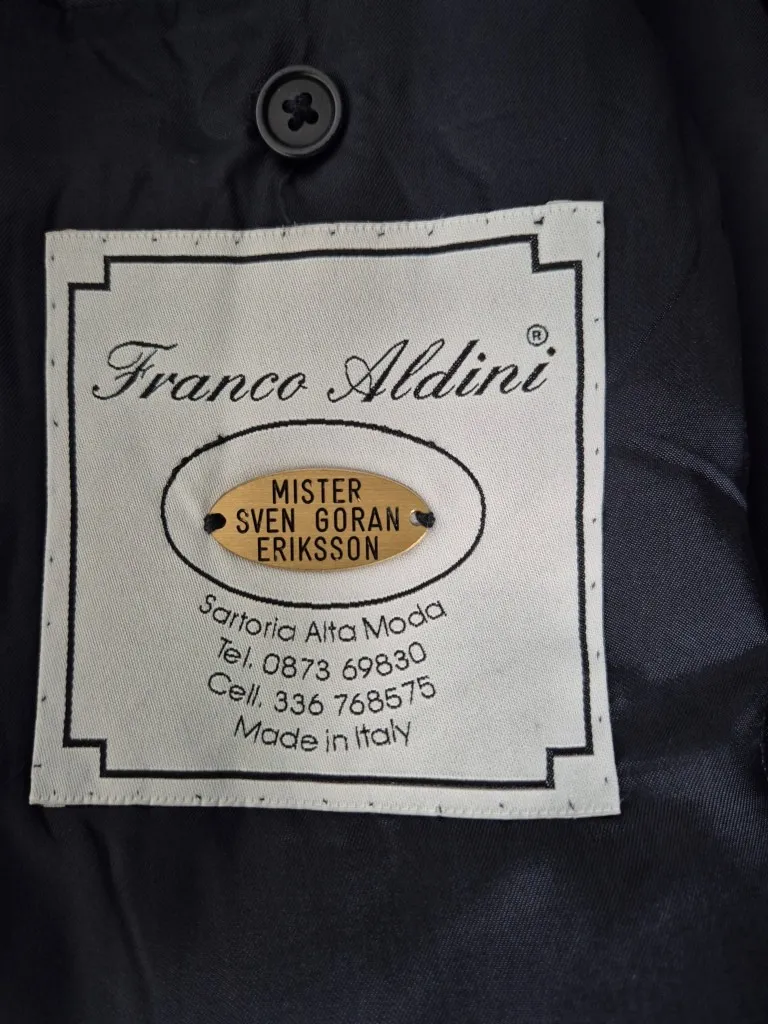 Franco Aldini ®
MISTER
SVEN GORAN
ERIKSSON
Sartoria Alta Moda
Tel. 0873 69830
Cell. 336 768575
Made in Italy